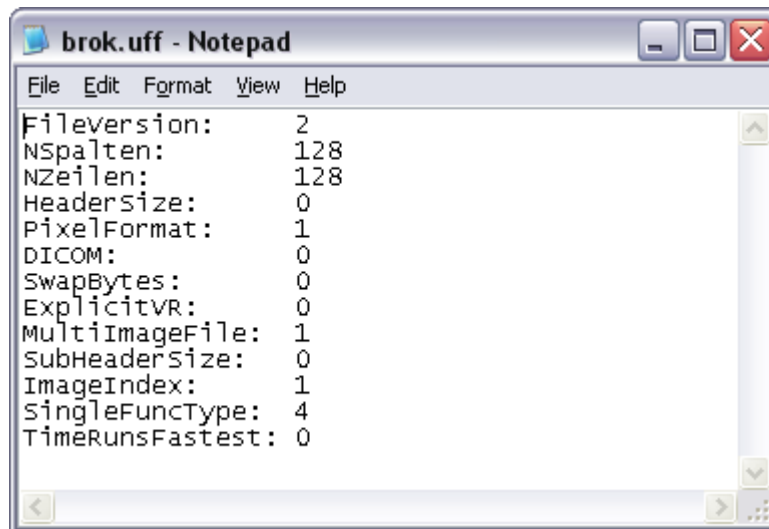 brok.uff - Notepad
File Edit Format View Help
FileVersion: 2
NSpalten: 128
NZeilen: 128
HeaderSize: 0
PixelFormat: 1
DICOM: 0
SwapBytes: 0
ExplicitVR: 0
MultiImageFile: 1
SubHeaderSize: 0
ImageIndex: 1
SingleFuncType: 4
TimeRunsFastest: 0